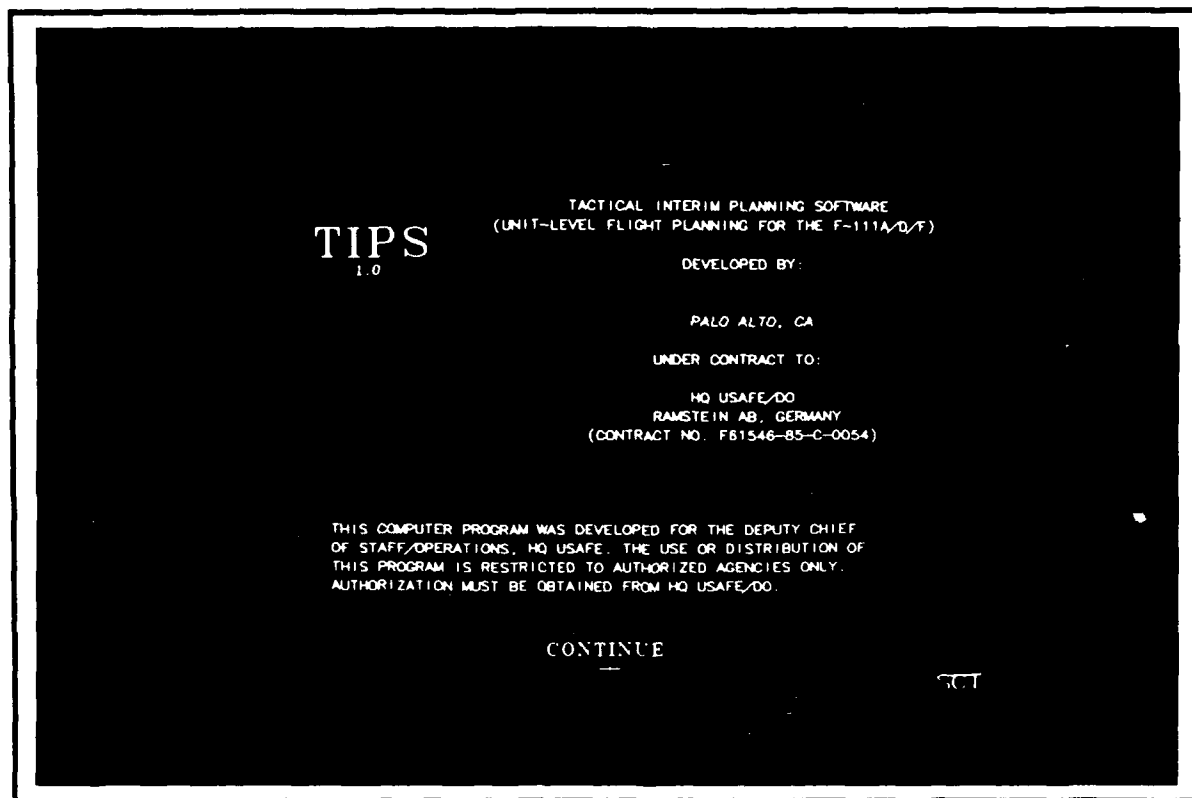 TIPS
1.0
TACTICAL INTERIM PLANNING SOFTWARE
(UNIT-LEVEL FLIGHT PLANNING FOR THE F-111A/D/F)
DEVELOPED BY:
PALO ALTO, CA
UNDER CONTRACT TO:
HQ USAFE/DO
RAMSTEIN AB, GERMANY
(CONTRACT NO. F61546-85-C-0054)
THIS COMPUTER PROGRAM WAS DEVELOPED FOR THE DEPUTY CHIEF
OF STAFF/OPERATIONS, HQ USAFE. THE USE OR DISTRIBUTION OF
THIS PROGRAM IS RESTRICTED TO AUTHORIZED AGENCIES ONLY.
AUTHORIZATION MUST BE OBTAINED FROM HQ USAFE/DO.
CONTINUE